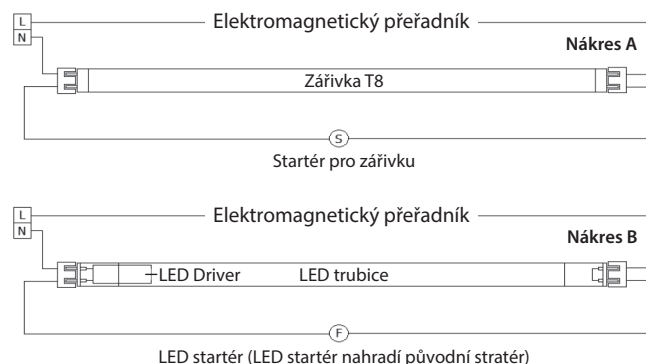 L
Elektromagnetický přeřadník
N
Nákres A
Zářivka T8
S
Startér pro zářivku
L
Elektromagnetický přeřadník
N
Nákres B
LED Driver
LED trubice
F
LED startér (LED startér nahradí původní stratér)